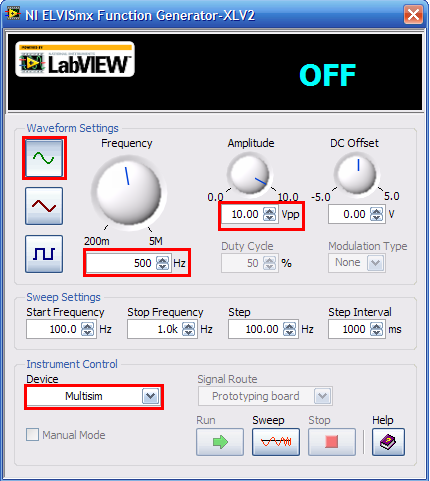 NI ELVISmx Function Generator-XLV2
POWERED BY
NATIONAL INSTRUMENTS
LabVIEW
OFF
Waveform Settings
Frequency
Amplitude
DC Offset
0.0 10.0
-5.0 5.0
200m 5M
500 Hz
10.00 Vpp
0.00 V
Duty Cycle
Modulation Type
50 %
None
Sweep Settings
Start Frequency
Stop Frequency
Step
Step Interval
100.0 Hz
1.0k Hz
100.00 Hz
1000 ms
Instrument Control
Device
Signal Route
Multisim
Prototyping board
Manual Mode
Run
Sweep
Stop
Help